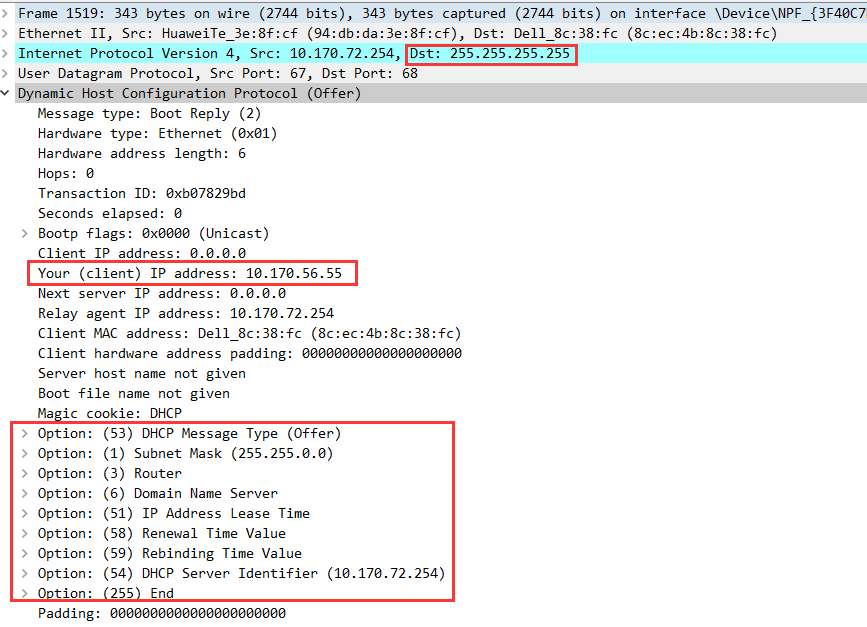 Frame 1519: 343 bytes on wire (2744 bits), 343 bytes captured (2744 bits) on interface \Device\NPF_{3F40C7
Ethernet II, Src: HuaweiTe_3e:8f:cf (94:db:da:3e:8f:cf), Dst: Dell_8c:38:fc (8c:ec:4b:8c:38:fc)
Internet Protocol Version 4, Src: 10.170.72.254, Dst: 255.255.255.255
User Datagram Protocol, Src Port: 67, Dst Port: 68
Dynamic Host Configuration Protocol (Offer)
Message type: Boot Reply (2)
Hardware type: Ethernet (0x01)
Hardware address length: 6
Hops: 0
Transaction ID: 0xb07829bd
Seconds elapsed: 0
Bootp flags: 0x0000 (Unicast)
Client IP address: 0.0.0.0
Your (client) IP address: 10.170.56.55
Next server IP address: 0.0.0.0
Relay agent IP address: 10.170.72.254
Client MAC address: Dell_8c:38:fc (8c:ec:4b:8c:38:fc)
Client hardware address padding: 00000000000000000000
Server host name not given
Boot file name not given
Magic cookie: DHCP
Option: (53) DHCP Message Type (Offer)
Option: (1) Subnet Mask (255.255.0.0)
Option: (3) Router
Option: (6) Domain Name Server
Option: (51) IP Address Lease Time
Option: (58) Renewal Time Value
Option: (59) Rebinding Time Value
Option: (54) DHCP Server Identifier (10.170.72.254)
Option: (255) End
Padding: 0000000000000000000000